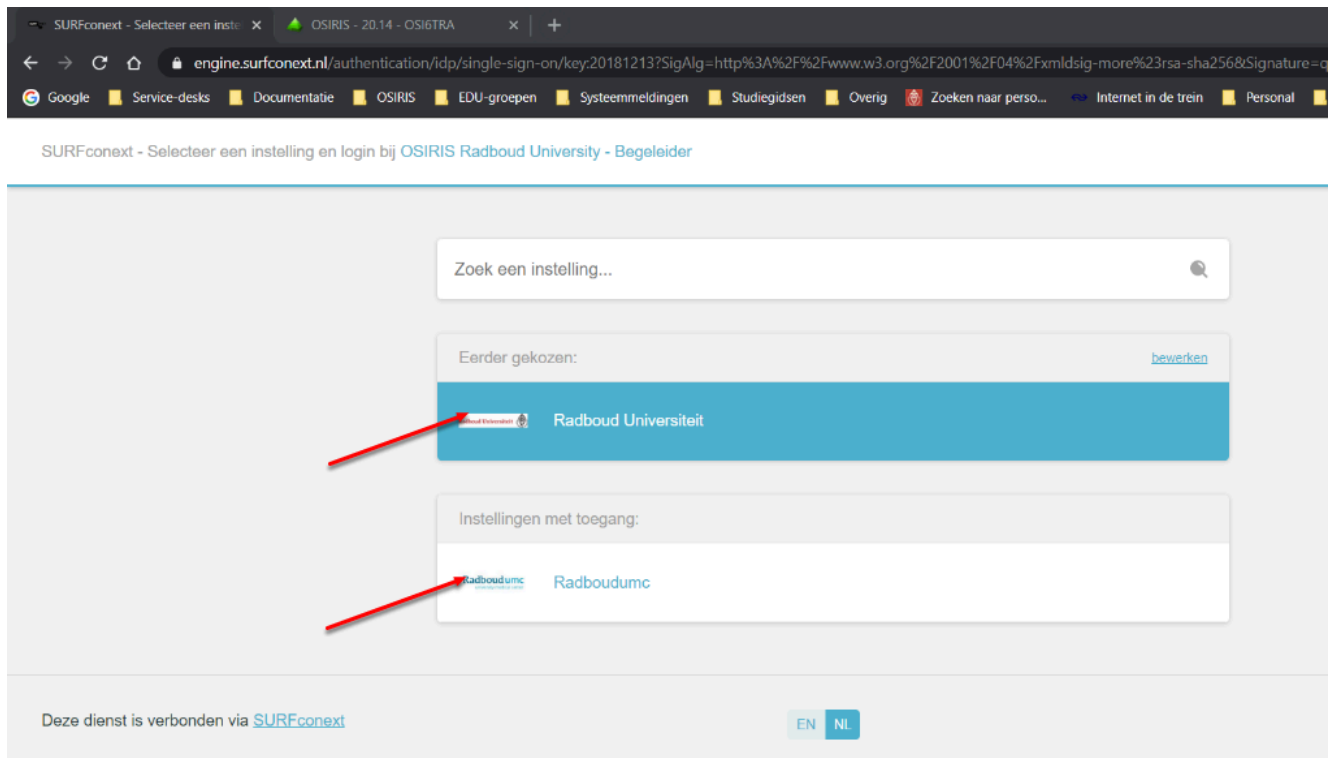 SURFconext - Selecteer een inste
OSIRIS - 20.14 - OSI6TRA
engine.surfconext.nl/authentication/idp/single-sign-on/key:20181213?SigAlg=http%3A%2F%2Fwww.w3.org%2F2001%2F04%2Fxmldsig-more%23rsa-sha256&Signature=q
Google Service-desks Documentatie OSIRIS EDU-groepen Systeemmeldingen Studiegidsen Overig Zoeken naar perso... Internet in de trein Personal
SURFconext - Selecteer een instelling en login bij OSIRIS Radboud University - Begeleider
Zoek een instelling...
Eerder gekozen:
bewerken
Radboud Universiteit
Instellingen met toegang:
Radboudumc
Radboudumc
Deze dienst is verbonden via SURFconext
EN NL